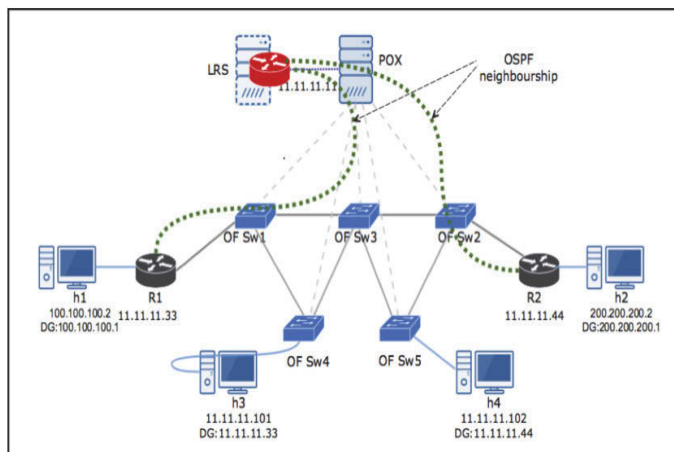 LRS
POX
OSPF
neighbourship
11.11.11.11
OF Sw1
OF Sw3
OF Sw2
h1
100.100.100.2
DG:100.100.100.1
R1
11.11.11.33
R2
11.11.11.44
h2
200.200.200.2
DG:200.200.200.1
OF Sw4
OF Sw5
h3
11.11.11.101
DG:11.11.11.33
h4
11.11.11.102
DG:11.11.11.44